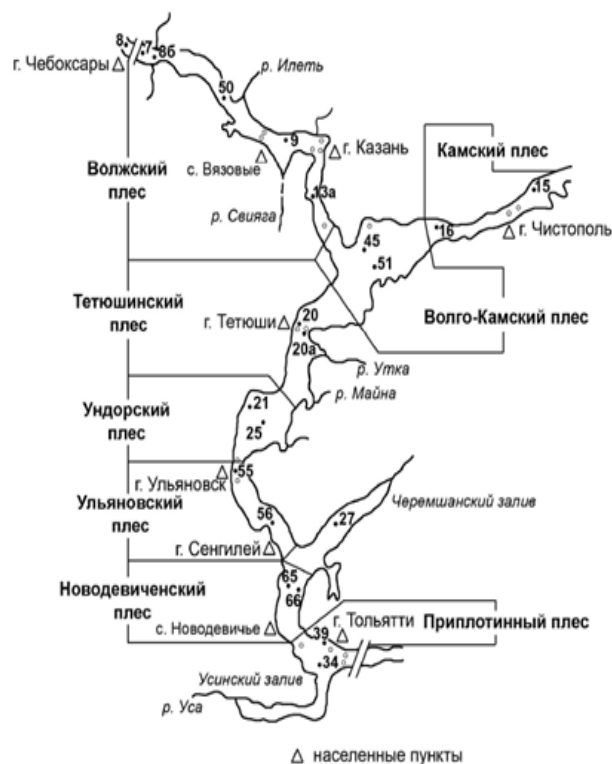 8
7
8б
г. Чебоксары
р. Илеть
50
9
г. Казань
Камский плес
с. Вязовые
Волжский
плес
13а
15
р. Свияга
16
г. Чистополь
45
51
Тетюшинский
плес
20
г. Тетюши
Волго-Камский плес
20а
р. Утка
р. Майна
Ундорский
плес
21
25
г. Ульяновск
55
Ульяновский
плес
Черемшанский залив
56
27
г. Сенгилей
65
Новодевиченский
плес
66
г. Тольятти
с. Новодевичье
39
Приплотинный плес
34
Усинский залив
р. Уса
населенные пункты